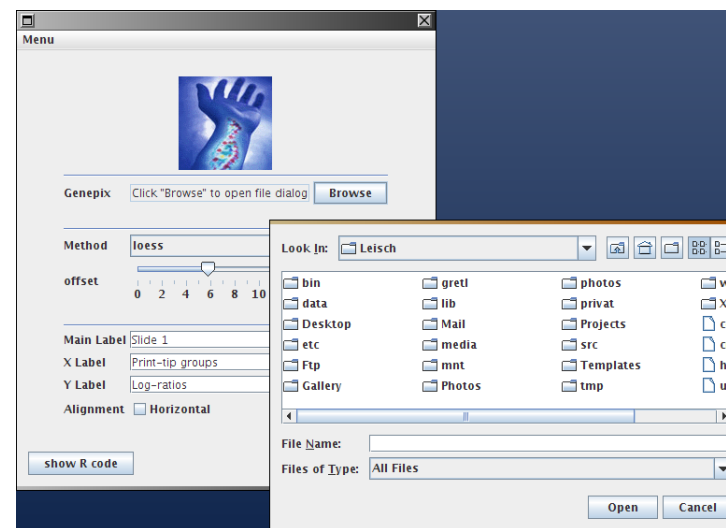 Menu
Genepix Click "Browse" to open file dialog Browse
Method loess
offset
0 2 4 6 8 10
Main Label Slide 1
X Label Print-tip groups
Y Label Log-ratios
Alignment Horizontal
show R code
Look In: Leisch
bin gretl photos
data lib privat
Desktop Mail Projects
etc media src
Ftp mnt Templates
Gallery Photos tmp
File Name:
Files of Type: All Files
Open Cancel